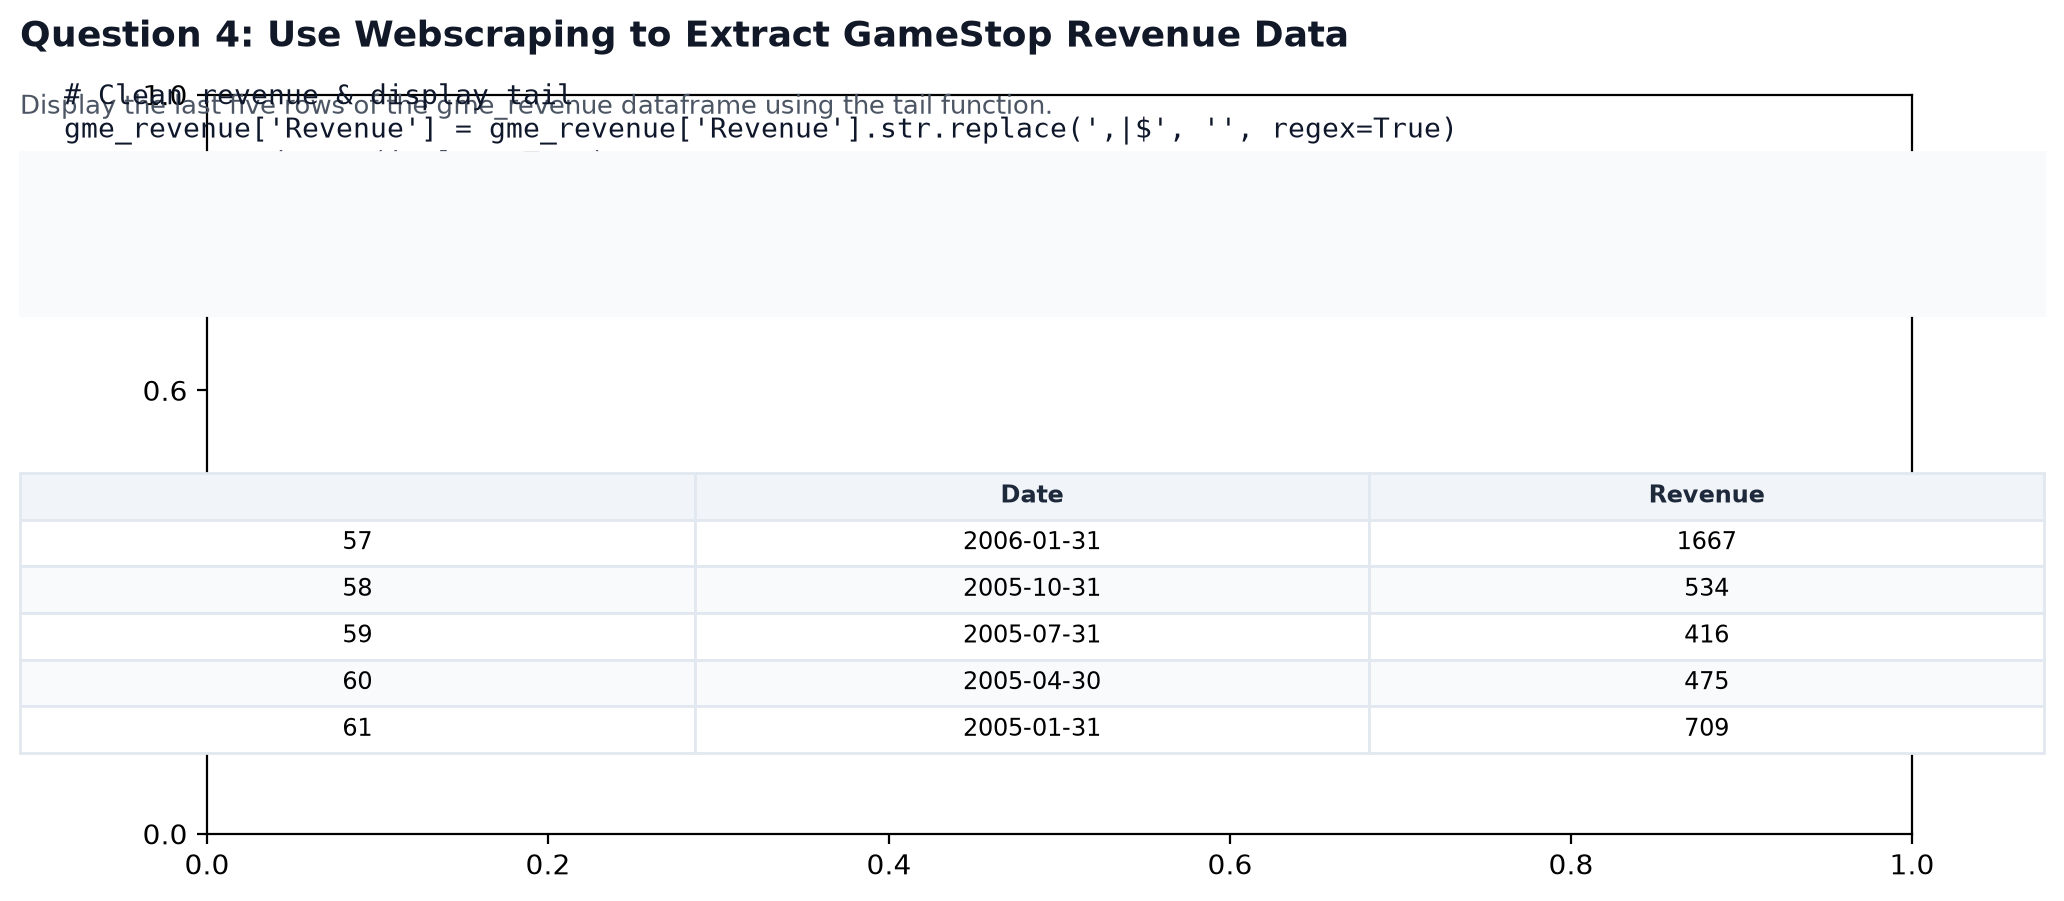 Question 4: Use Webscraping to Extract GameStop Revenue Data
# Clean revenue & display tail
Display the last five rows of the gme_revenue dataframe using the tail function.
gme_revenue['Revenue'] = gme_revenue['Revenue'].str.replace(',|$', '', regex=True)
1.0
0.6
Date Revenue
57 2006-01-31 1667
58 2005-10-31 534
59 2005-07-31 416
60 2005-04-30 475
61 2005-01-31 709
0.0
0.0 0.2 0.4 0.6 0.8 1.0